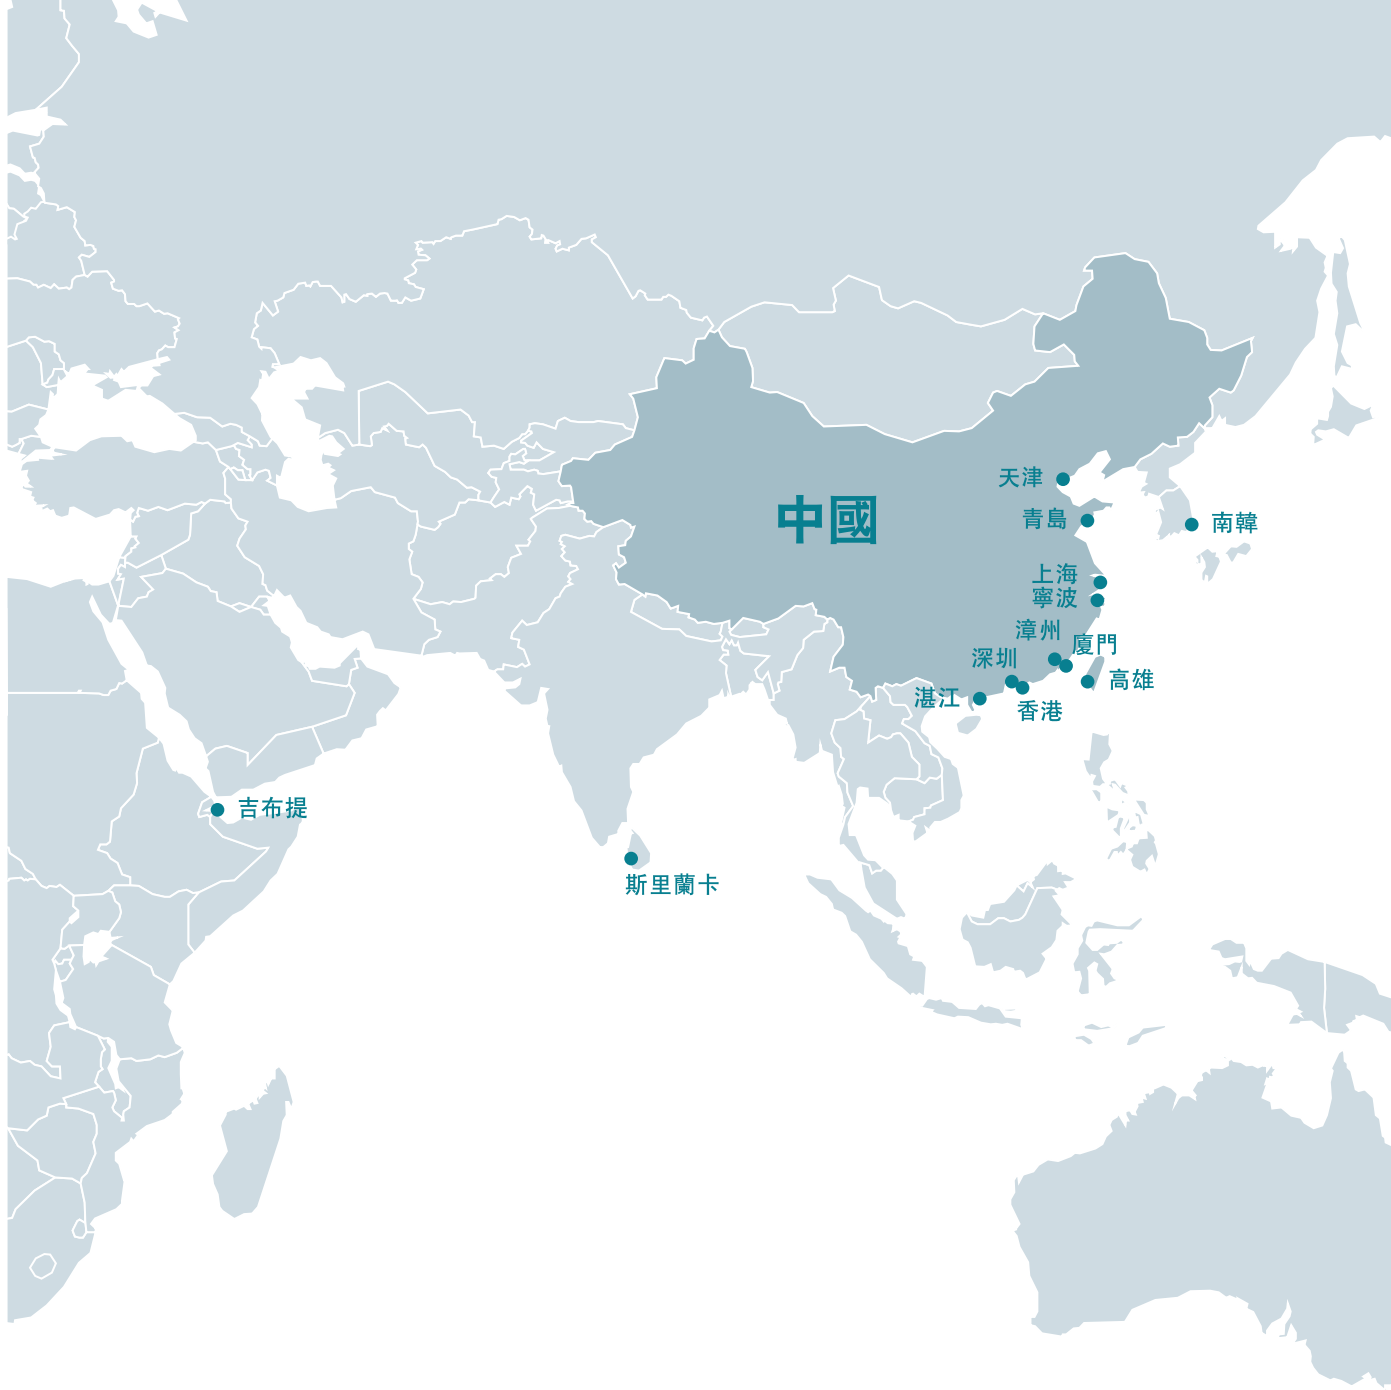 天津
中國
青島
南韓
上海
寧波
漳州
廈門
深圳
高雄
湛江
香港
吉布提
斯里蘭卡